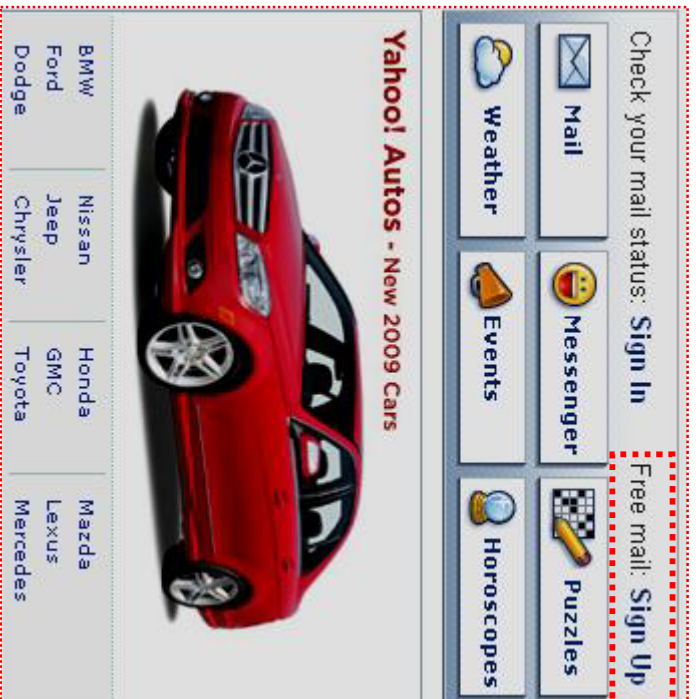 Check your mail status: Sign In Free mail: Sign Up
Mail Messenger Puzzles
Weather Events Horoscopes
Yahoo! Autos - New 2009 Cars
BMW Nissan Honda Mazda
Ford Jeep GMC Lexus
Dodge Chrysler Toyota Mercedes